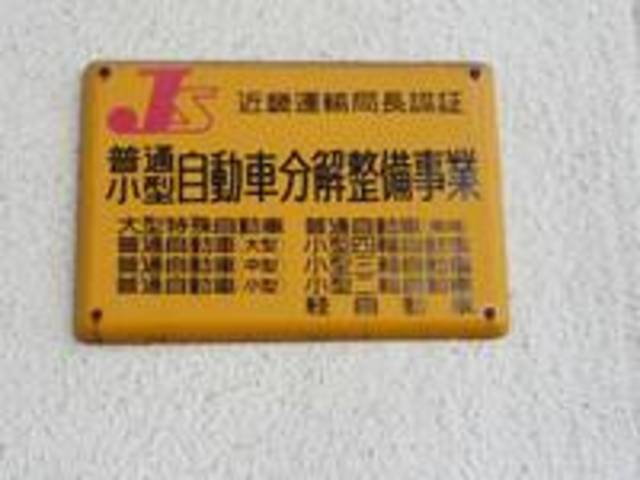 JS 近畿運輸局長認証
普通
小型 自動車分解整備事業
大型特殊自動車 普通自動車
普通自動車 大型 小型四輪自動車
普通自動車 中型 小型三輪自動車
普通自動車 小型 小型二輪自動車
軽自動車